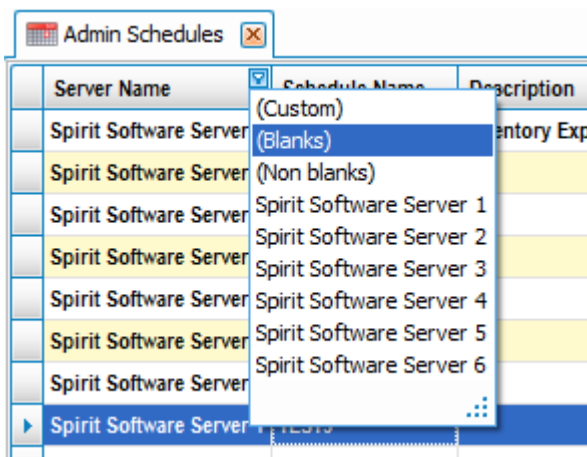 Admin Schedules
Server Name Schedule Name Description
(Custom)
Spirit Software Server entory Exp
(Blanks)
Spirit Software Server (Non blanks)
Spirit Software Server Spirit Software Server 1
Spirit Software Server Spirit Software Server 2
Spirit Software Server Spirit Software Server 3
Spirit Software Server Spirit Software Server 4
Spirit Software Server Spirit Software Server 5
Spirit Software Server 6
Spirit Software Server